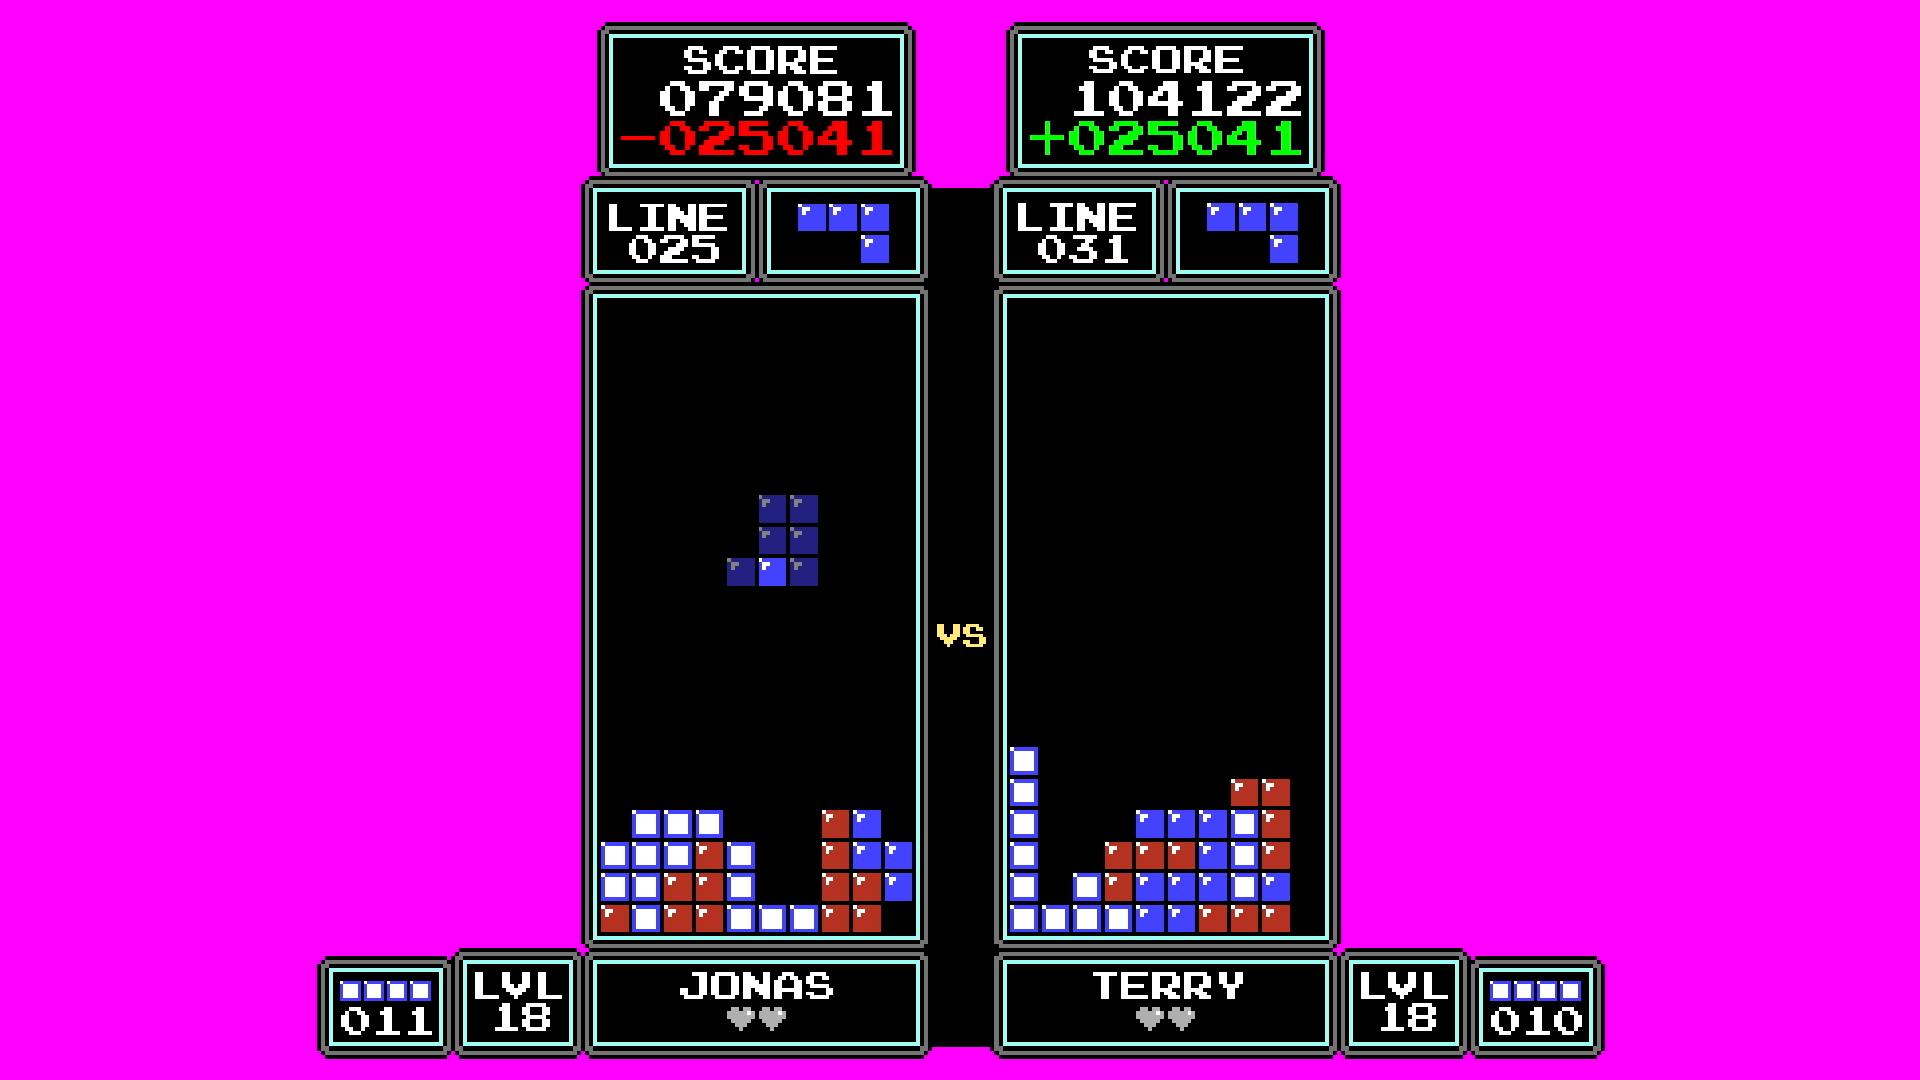 SCORE
079081
-025041
LINE
025
SCORE
104122
+025041
LINE
031
VS
011
LVL
18
JONAS
TERRY
LVL
18
010